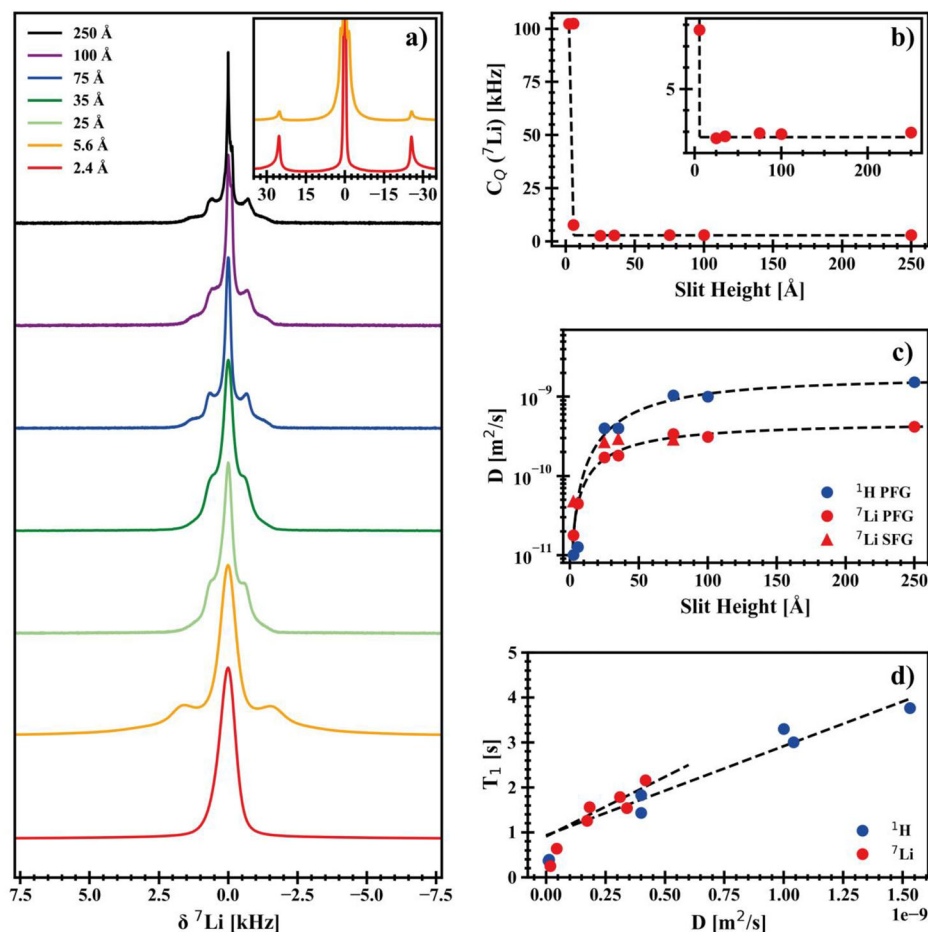 250 Å
100 Å
75 Å
35 Å
25 Å
5.6 Å
2.4 Å
a)
30 15 0 −15 −30
7.5 5.0 2.5 0.0 −2.5 −5.0 −7.5
δ ⁷Li [kHz]
b)
100
75
50
25
0
C_Q (⁷Li) [kHz]
5
0 100 200
0 50 100 150 200 250
Slit Height [Å]
c)
10⁻⁹
10⁻¹⁰
10⁻¹¹
D [m²/s]
¹H PFG
⁷Li PFG
⁷Li SFG
0 50 100 150 200 250
Slit Height [Å]
d)
5
4
3
2
1
0
T₁ [s]
¹H
⁷Li
0.00 0.25 0.50 0.75 1.00 1.25 1.50
1e−9
D [m²/s]